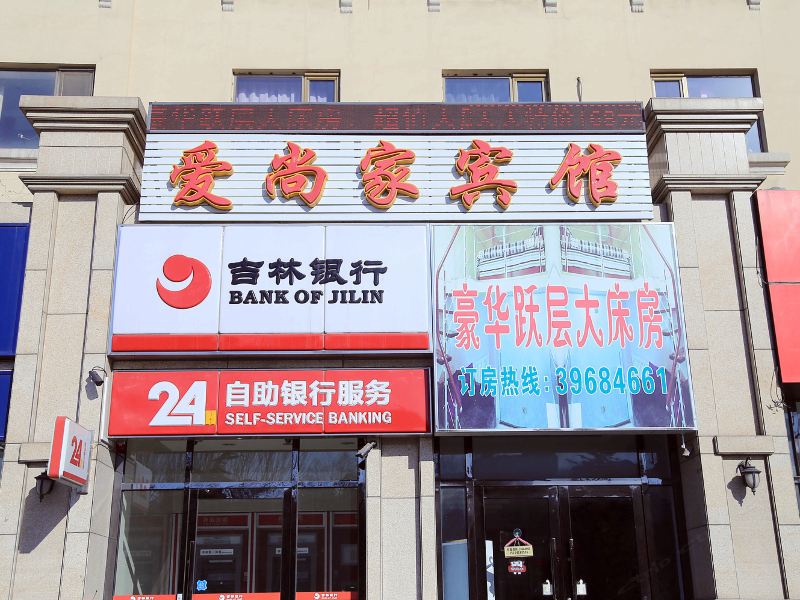 爱尚家宾馆
吉林银行
BANK OF JILIN
豪华跃层大床房
订房热线:39684661
24
自助银行服务
SELF-SERVICE BANKING
24